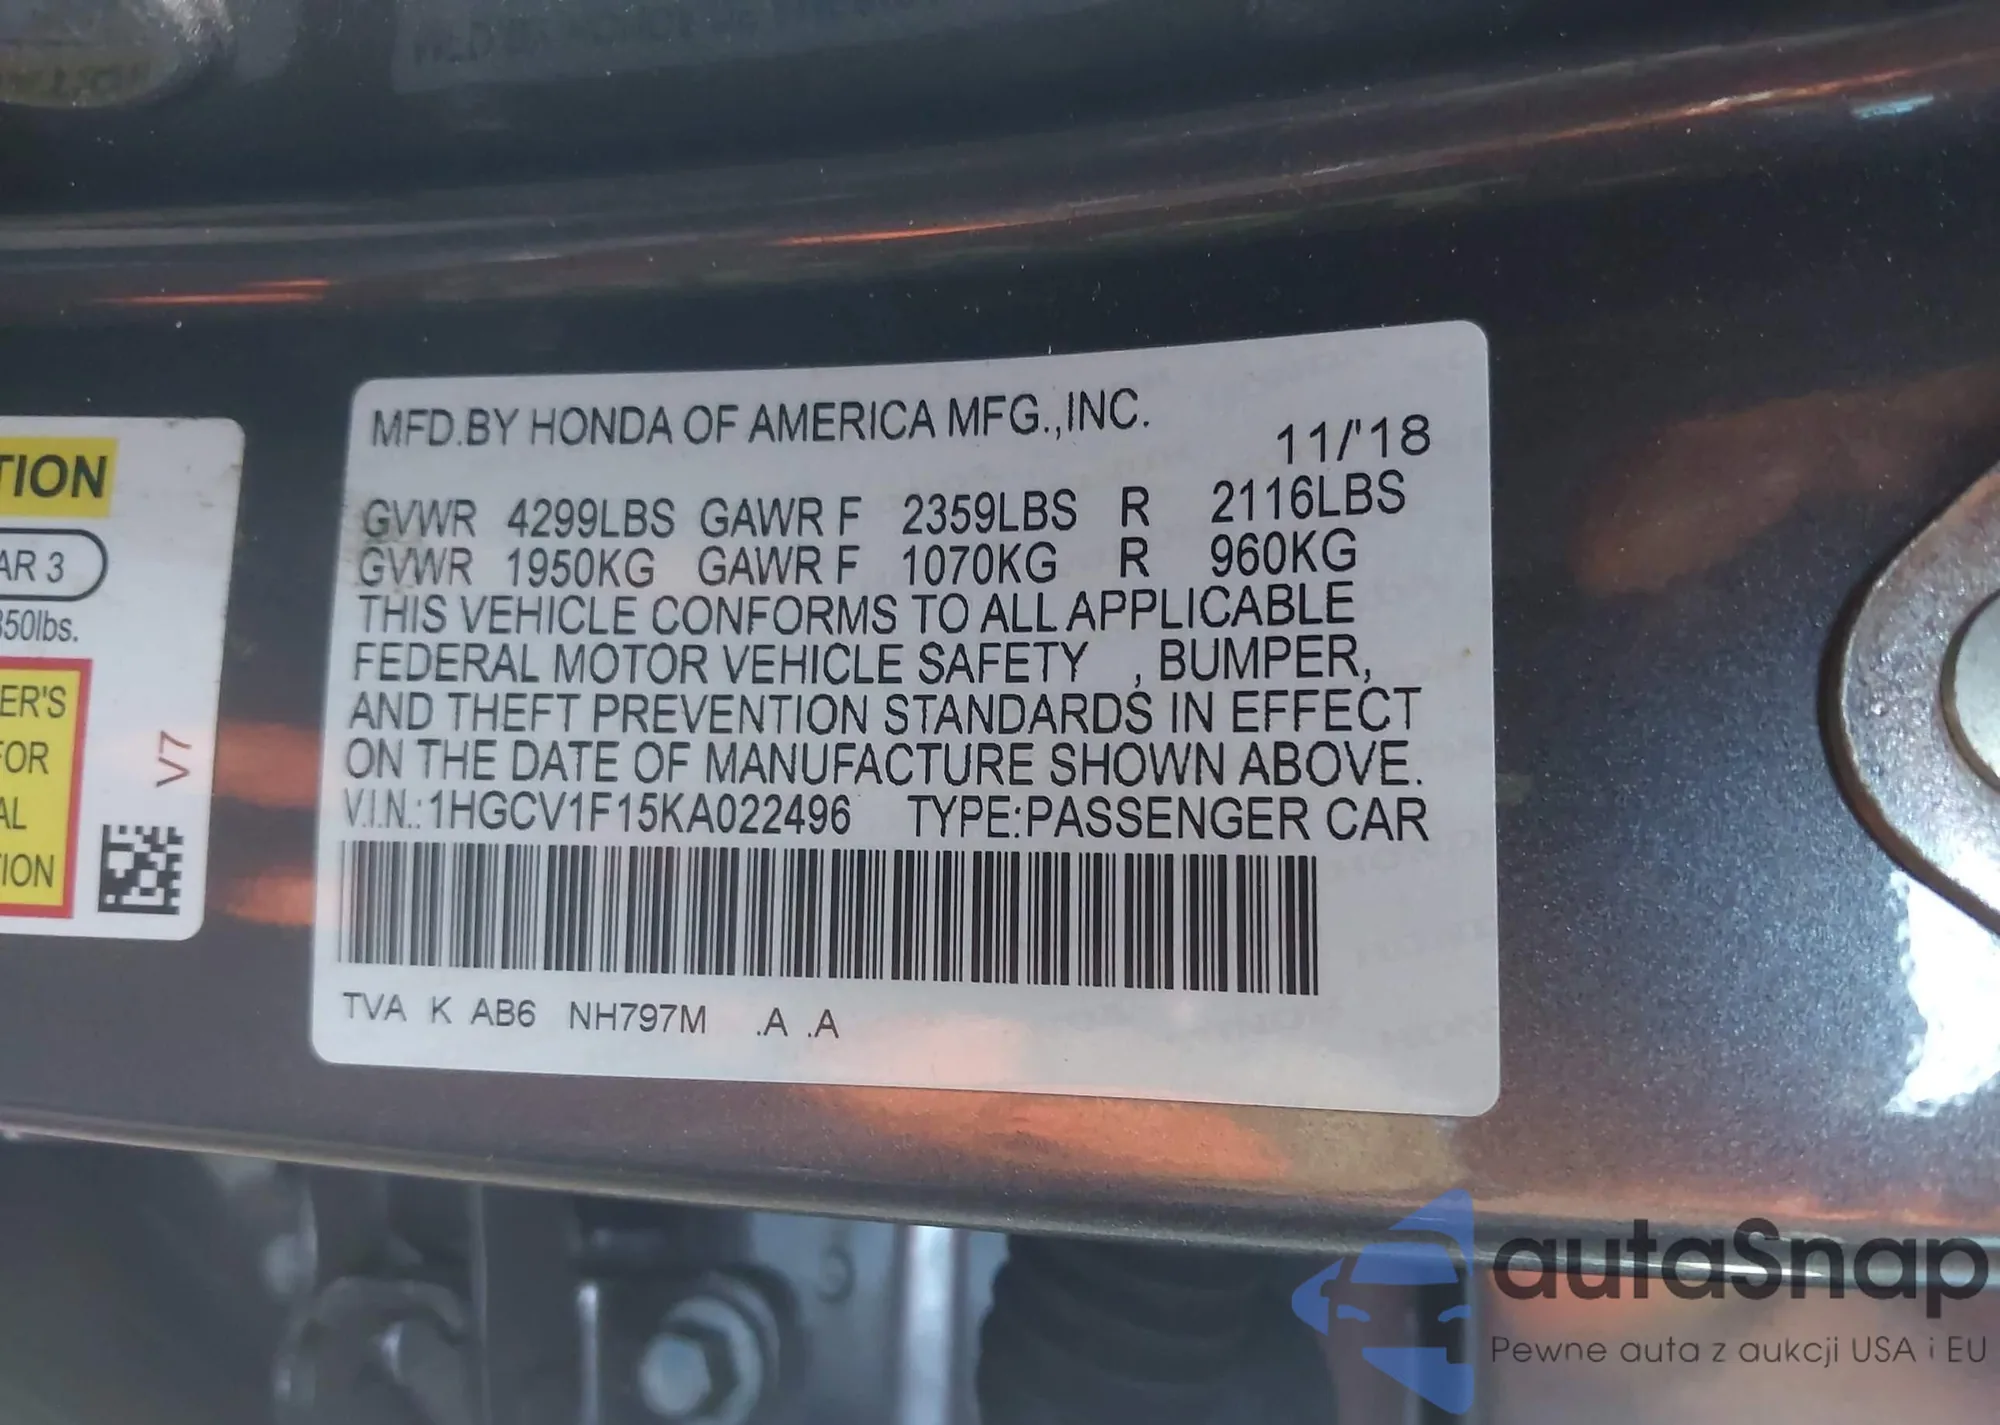 MFD.BY HONDA OF AMERICA MFG.,INC.
11/'18
GVWR 4299LBS GAWR F 2359LBS R 2116LBS
GVWR 1950KG GAWR F 1070KG R 960KG
THIS VEHICLE CONFORMS TO ALL APPLICABLE
FEDERAL MOTOR VEHICLE SAFETY , BUMPER,
AND THEFT PREVENTION STANDARDS IN EFFECT
ON THE DATE OF MANUFACTURE SHOWN ABOVE.
V.I.N.: 1HGCV1F15KA022496 TYPE:PASSENGER CAR
TVA K AB6 NH797M .A .A
TION
AR 3
350lbs.
ER'S
FOR
AL
ION
V7
autaSnap
Pewne auta z aukcji USA i EU